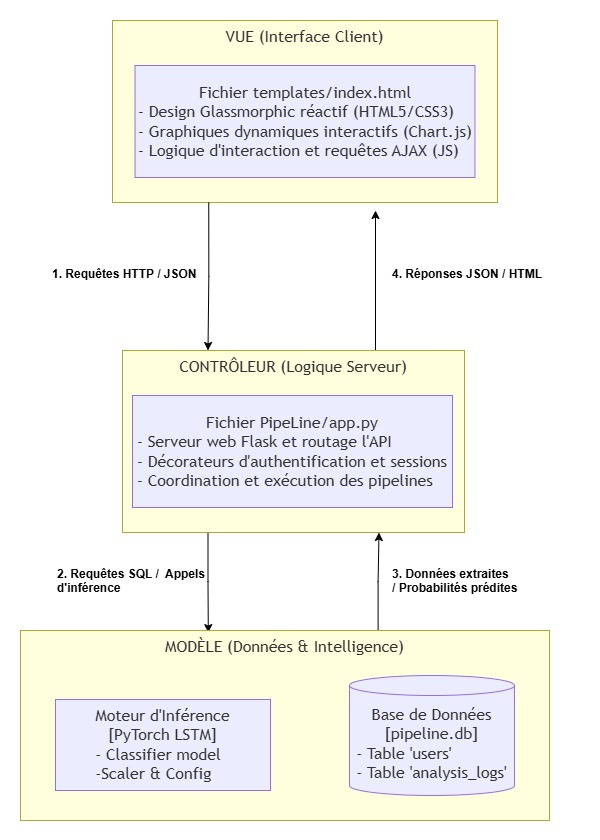 VUE (Interface Client)
Fichier templates/index.html
- Design Glassmorphic réactif (HTML5/CSS3)
- Graphiques dynamiques interactifs (Chart.js)
- Logique d'interaction et requêtes AJAX (JS)
1. Requêtes HTTP / JSON
4. Réponses JSON / HTML
CONTRÔLEUR (Logique Serveur)
Fichier PipeLine/app.py
- Serveur web Flask et routage l'API
- Décorateurs d'authentification et sessions
- Coordination et exécution des pipelines
2. Requêtes SQL / Appels
d'inférence
3. Données extraites
/ Probabilités prédites
MODÈLE (Données & Intelligence)
Moteur d'Inférence
[PyTorch LSTM]
- Classifier model
-Scaler & Config
Base de Données
[pipeline.db]
- Table 'users'
- Table 'analysis_logs'